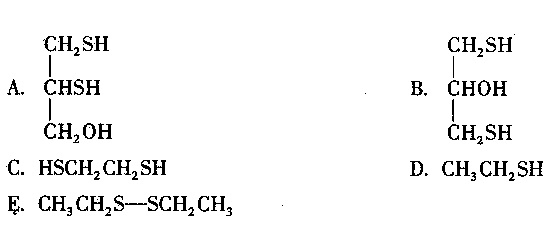 CH₂SH
A. CHSH
CH₂OH
CH₂SH
B. CHOH
CH₂SH
C. HSCH₂CH₂SH
D. CH₃CH₂SH
E. CH₃CH₂S—SCH₂CH₃